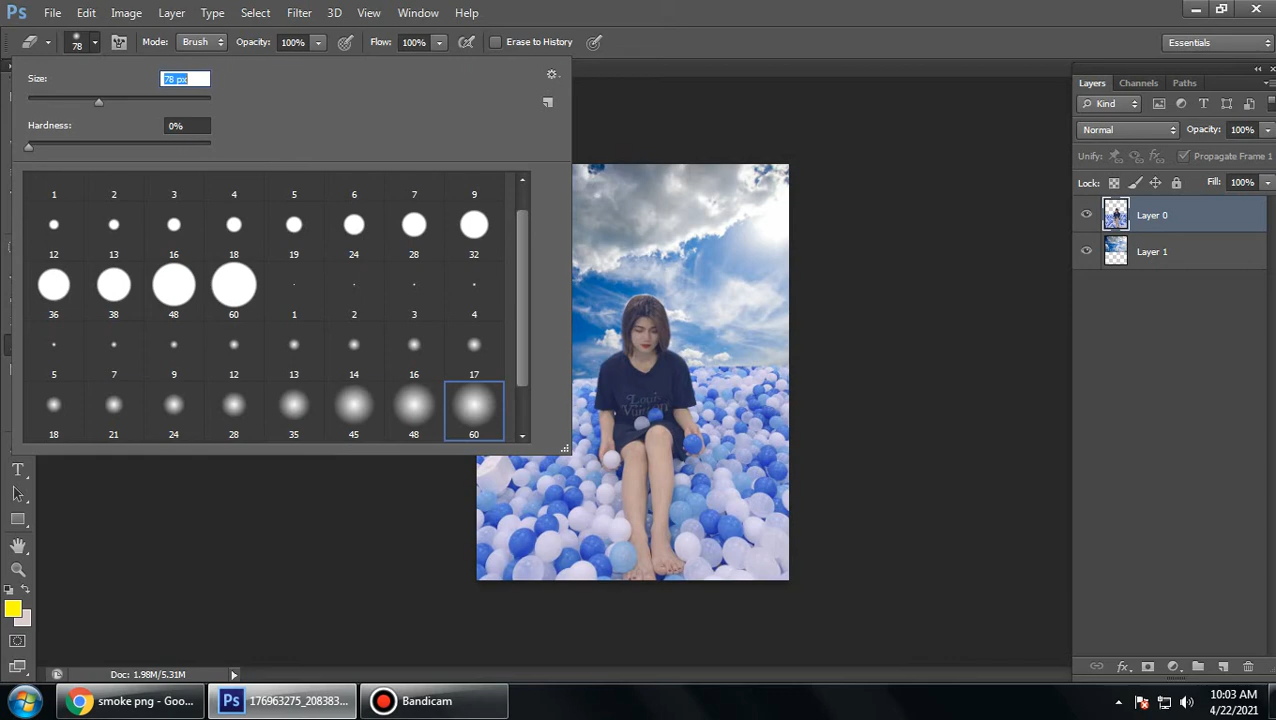 Ps File Edit Image Layer Type Select Filter 3D View Window Help
78 Mode: Brush Opacity: 100% Flow: 100% Erase to History Essentials
Size: 78 px
Hardness: 0%
1 2 3 4 5 6 7 9
12 13 16 18 19 24 28 32
36 38 48 60 1 2 3 4
5 7 9 12 13 14 16 17
18 21 24 28 35 45 48 60
Layers Channels Paths
Kind
Normal Opacity: 100%
Unify: Propagate Frame 1
Lock: Fill: 100%
Layer 0
Layer 1
Louis
Vuitton
Doc: 1.98M/5.31M
smoke png - Goo... Ps 176963275_208383... Bandicam
10:03 AM
4/22/2021